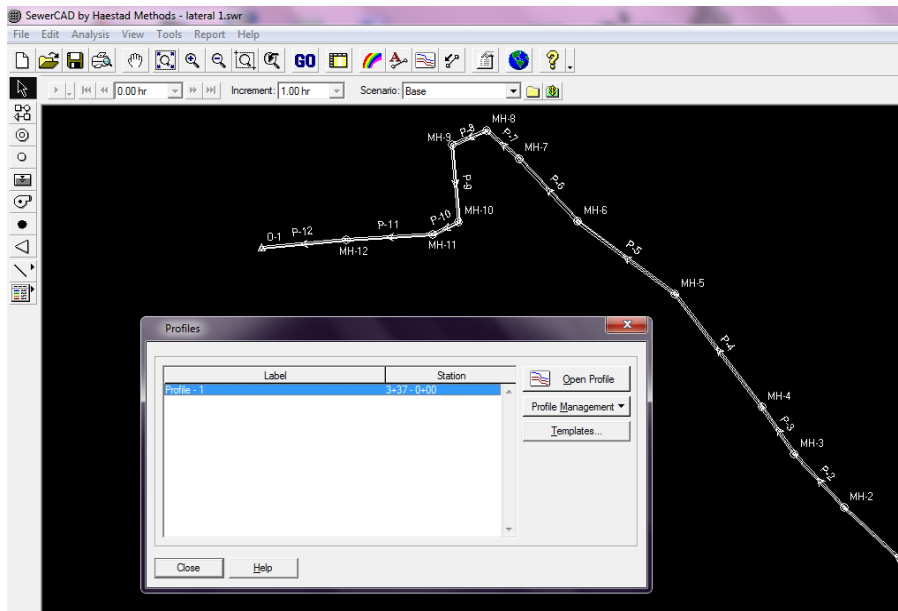 SewerCAD by Haestad Methods - lateral 1.swr
File Edit Analysis View Tools Report Help
GO
0.00 hr Increment: 1.00 hr Scenario: Base
MH-8
MH-9 P-8 P-7 MH-7
P-9 P-6
P-10 MH-10 MH-6
O-1 P-12 P-11
MH-12 MH-11 P-5
MH-5
P-4
MH-4
P-3
MH-3
P-2
MH-2
Profiles
Label Station
Profile - 1 3+37 - 0+00
Open Profile
Profile Management
Templates...
Close Help